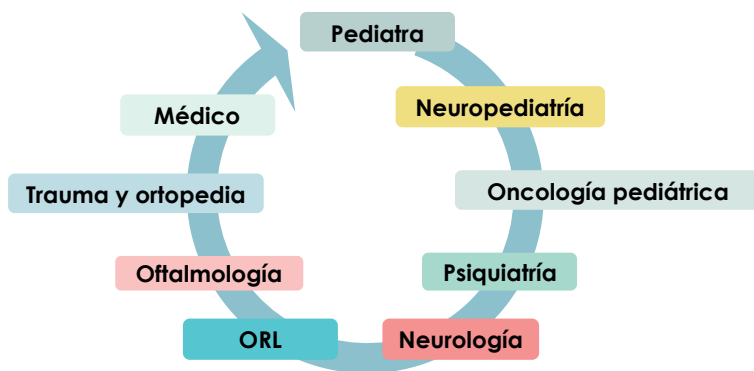 Pediatra
Neuropediatría
Oncología pediátrica
Psiquiatría
Neurología
ORL
Oftalmología
Trauma y ortopedia
Médico